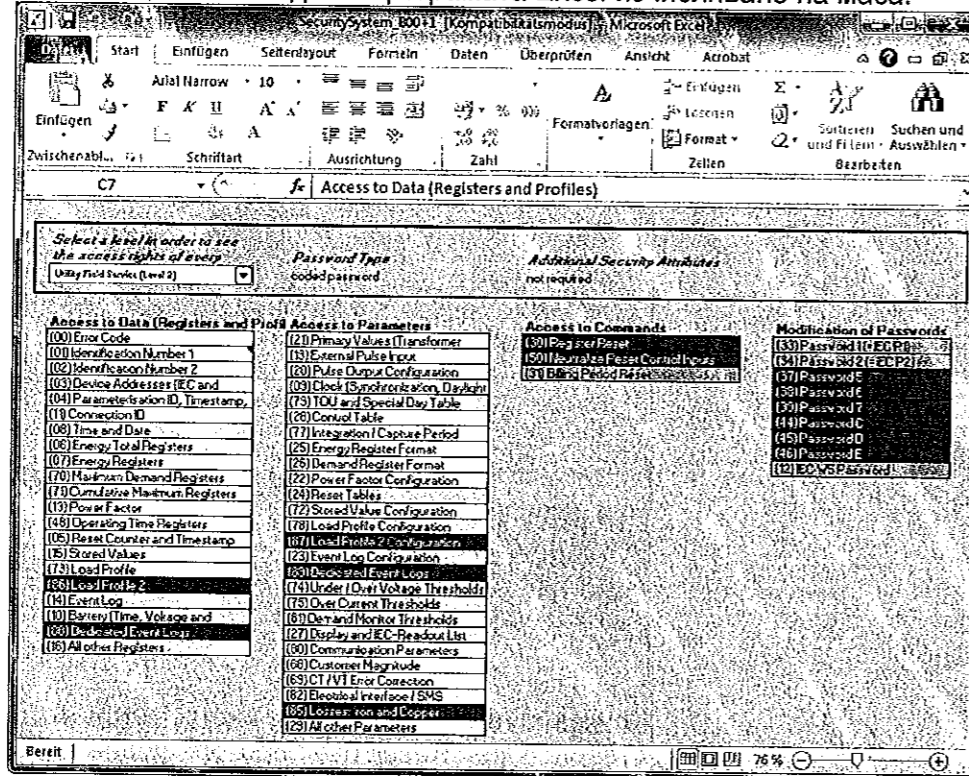 на маса.
SecuritySystem_800+1 [Kompatibilitätsmodus] - Microsoft Excel
Datei Start Einfügen Seitenlayout Formeln Daten Überprüfen Ansicht Acrobat
Arial Narrow 10
Einfügen F K U A A % 000 Formatvorlagen Einfügen Löschen Format Σ Sortieren und Filtern Suchen und Auswählen
Zwischenabl... Schriftart Ausrichtung Zahl Zellen Bearbeiten
C7 fx Access to Data (Registers and Profiles)
Select a level in order to see
the access rights of every
Utility Field Service (Level 2)
Password Type
coded password
Additional Security Attributes
not required
Access to Data (Registers and Profil
(00) Error Code
(01) Identification Number 1
(02) Identification Number 2
(03) Device Addresses (IEC and
(04) Parameterisation ID, Timestamp,
(11) Connection ID
(08) Time and Date
(06) Energy Total Registers
(07) Energy Registers
(70) Maximum Demand Registers
(71) Cumulative Maximum Registers
(13) Power Factor
(48) Operating Time Registers
(05) Reset Counter and Timestamp
(15) Stored Values
(73) Load Profile
(86) Load Profile 2
(14) Event Log
(10) Battery (Time, Voltage and
(88) Dedicated Event Logs
(16) All other Registers
Access to Parameters
(21) Primary Values (Transformer
(19) External Pulse Input
(20) Pulse Output Configuration
(09) Clock (Synchronization, Daylight
(79) TOU and Special Day Table
(28) Control Table
(77) Integration / Capture Period
(25) Energy Register Format
(26) Demand Register Format
(22) Power Factor Configuration
(24) Reset Tables
(72) Stored Value Configuration
(78) Load Profile Configuration
(87) Load Profile 2 Configuration
(23) Event Log Configuration
(89) Dedicated Event Logs
(74) Under / Over Voltage Thresholds
(75) Over Current Thresholds
(81) Demand Monitor Thresholds
(27) Display and IEC-Readout List
(80) Communication Parameters
(68) Customer Magnitude
(69) CT / VT Error Correction
(82) Electrical Interface / SMS
(85) Losses: Iron and Copper
(29) All other Parameters
Access to Commands
(30) Register Reset
(50) Neutralize Reset Control Inputs
(31) Billing Period Reset
Modification of Passwords
(33) Password 1 (IEC P1)
(34) Password 2 (IEC P2)
(39) Password 7
(44) Password C
(45) Password D
(46) Password E
(12) IEC W5 Password
Bereit 76 %